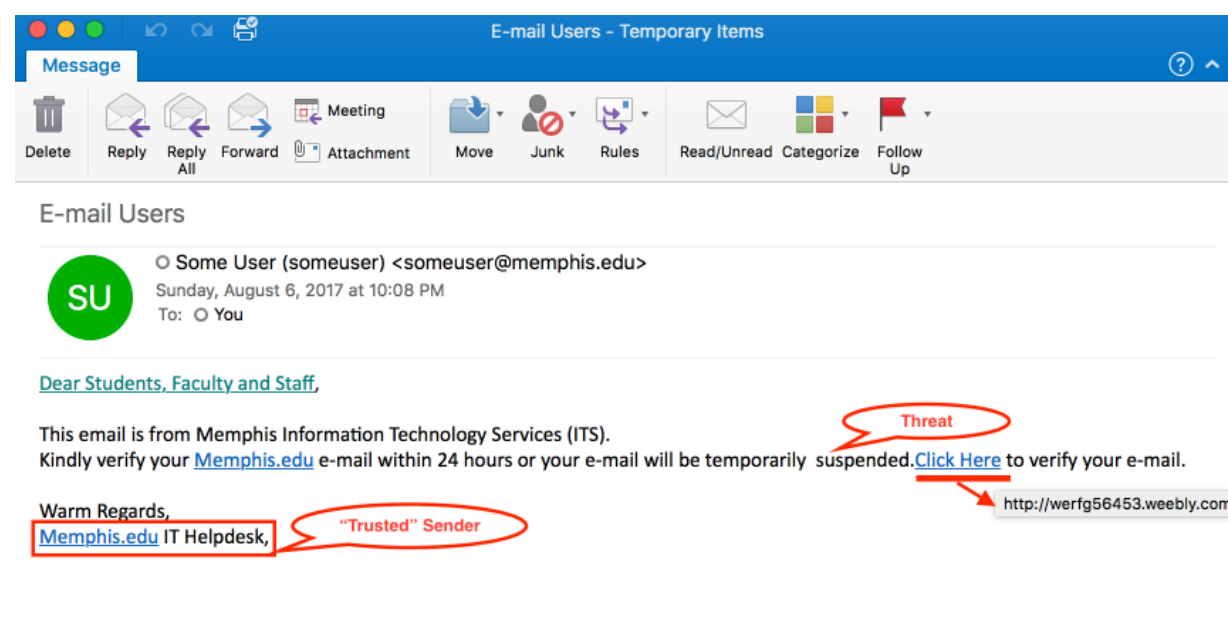 E-mail Users - Temporary Items
Message
?
Meeting
Attachment
Delete Reply Reply All Forward Move Junk Rules Read/Unread Categorize Follow Up
E-mail Users
SU
Some User (someuser) <someuser@memphis.edu>
Sunday, August 6, 2017 at 10:08 PM
To: You
Dear Students, Faculty and Staff,
Threat
This email is from Memphis Information Technology Services (ITS).
Kindly verify your Memphis.edu e-mail within 24 hours or your e-mail will be temporarily suspended.Click Here to verify your e-mail.
http://werfg56453.weebly.com
Warm Regards,
Memphis.edu IT Helpdesk,
“Trusted” Sender